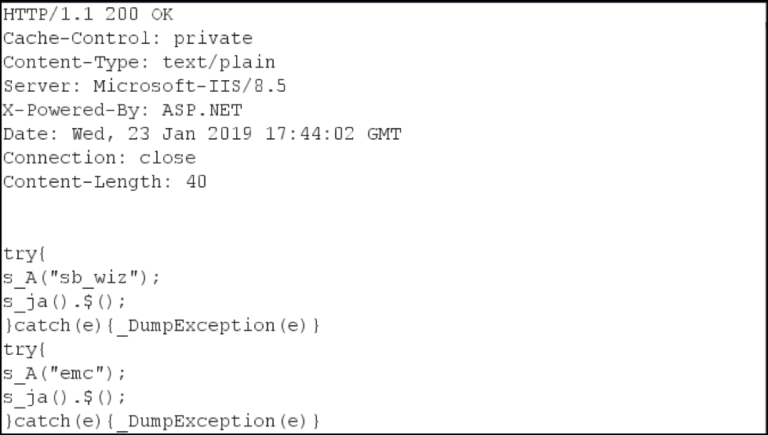 HTTP/1.1 200 OK
Cache-Control: private
Content-Type: text/plain
Server: Microsoft-IIS/8.5
X-Powered-By: ASP.NET
Date: Wed, 23 Jan 2019 17:44:02 GMT
Connection: close
Content-Length: 40
try{
s_A("sb_wiz");
s_ja().$();
}catch(e){_DumpException(e)}
try{
s_A("emc");
s_ja().$();
}catch(e){_DumpException(e)}